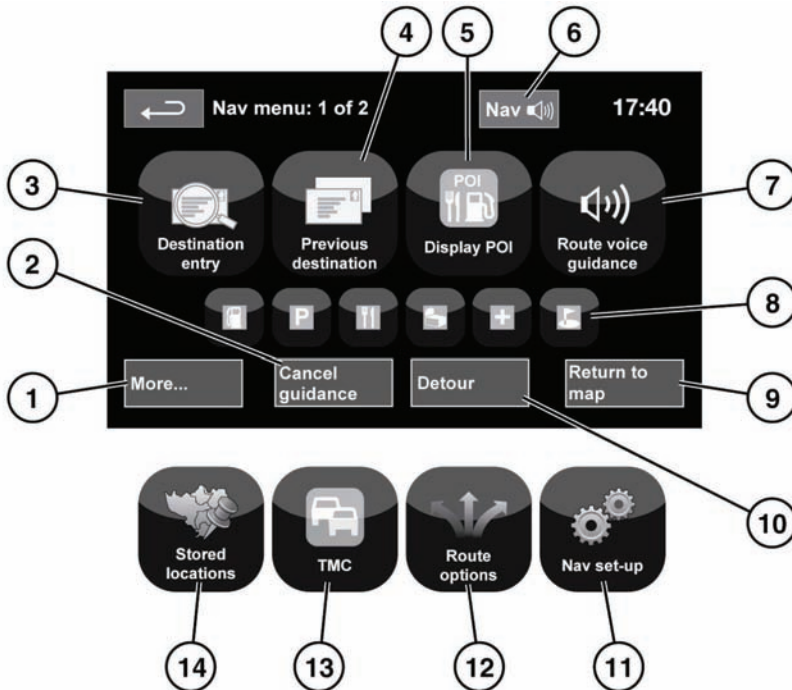 4
5
6
Nav menu: 1 of 2
Nav
17:40
3
POI
7
Destination
entry
Previous
destination
Display POI
Route voice
guidance
2
P
8
More...
Cancel
guidance
Detour
Return to
map
1
9
10
Stored
locations
TMC
Route
options
Nav set-up
14
13
12
11